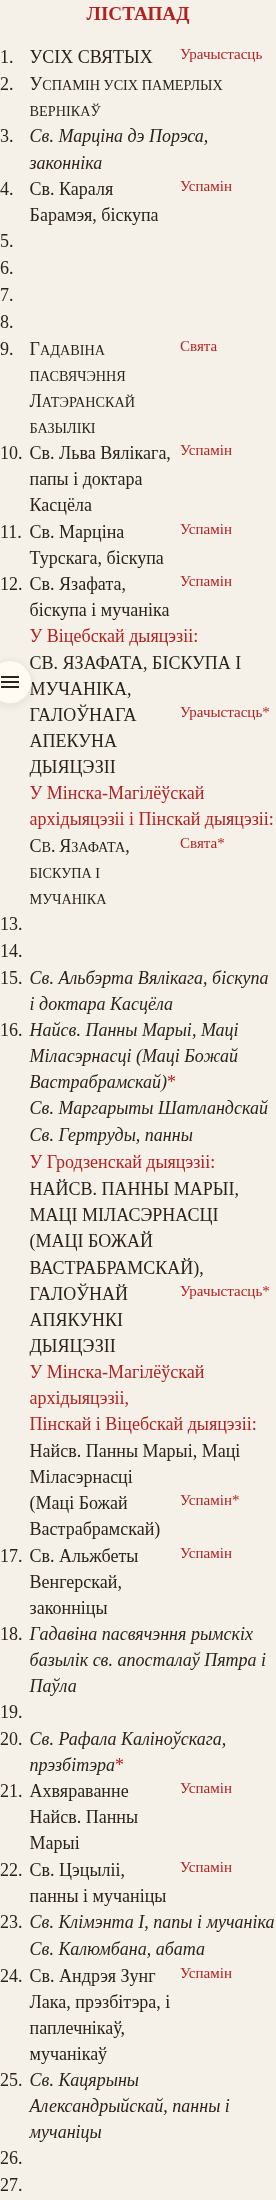 ЛІСТАПАД
1. УСІХ СВЯТЫХ Урачыстасць
2. Успамін усіх памерлых
вернікаў
3. Св. Марціна дэ Порэса,
законніка
4. Св. Караля Успамін
Барамэя, біскупа
5.
6.
7.
8.
9. Гадавіна Свята
пасвячэння
Латэранскай
базылікі
10. Св. Льва Вялікага, Успамін
папы і доктара
Касцёла
11. Св. Марціна Успамін
Турскага, біскупа
12. Св. Язафата, Успамін
біскупа і мучаніка
У Віцебскай дыяцэзіі:
СВ. ЯЗАФАТА, БІСКУПА І
МУЧАНІКА,
ГАЛОЎНАГА Урачыстасць*
АПЕКУНА
ДЫЯЦЭЗІІ
У Мінска-Магілёўскай
архідыяцэзіі і Пінскай дыяцэзіі:
Св. Язафата, Свята*
біскупа і
мучаніка
13.
14.
15. Св. Альбэрта Вялікага, біскупа
і доктара Касцёла
16. Найсв. Панны Марыі, Маці
Міласэрнасці (Маці Божай
Вастрабрамскай)*
Св. Маргарыты Шатландскай
Св. Гертруды, панны
У Гродзенскай дыяцэзіі:
НАЙСВ. ПАННЫ МАРЫІ,
МАЦІ МІЛАСЭРНАСЦІ
(МАЦІ БОЖАЙ
ВАСТРАБРАМСКАЙ),
ГАЛОЎНАЙ Урачыстасць*
АПЯКУНКІ
ДЫЯЦЭЗІІ
У Мінска-Магілёўскай
архідыяцэзіі,
Пінскай і Віцебскай дыяцэзіі:
Найсв. Панны Марыі, Маці
Міласэрнасці
(Маці Божай Успамін*
Вастрабрамскай)
17. Св. Альжбеты Успамін
Венгерскай,
законніцы
18. Гадавіна пасвячэння рымскіх
базылік св. апосталаў Пятра і
Паўла
19.
20. Св. Рафала Каліноўскага,
прэзбітэра*
21. Ахвяраванне Успамін
Найсв. Панны
Марыі
22. Св. Цэцыліі, Успамін
панны і мучаніцы
23. Св. Клімэнта І, папы і мучаніка
Св. Калюмбана, абата
24. Св. Андрэя Зунг Успамін
Лака, прэзбітэра, і
паплечнікаў,
мучанікаў
25. Св. Кацярыны
Александрыйскай, панны і
мучаніцы
26.
27.